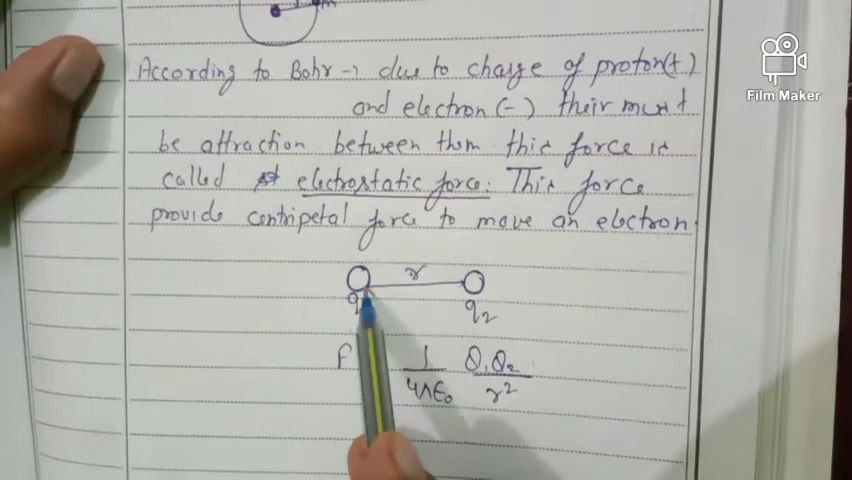 According to Bohr → due to charge of proton(+)
and electron (-) their must
be attraction between them this force is
called electrostatic force. This force
provide centripetal force to move an electron.
r
q
q2
F 1/4πϵ₀ Q1Q2/r²
Film Maker